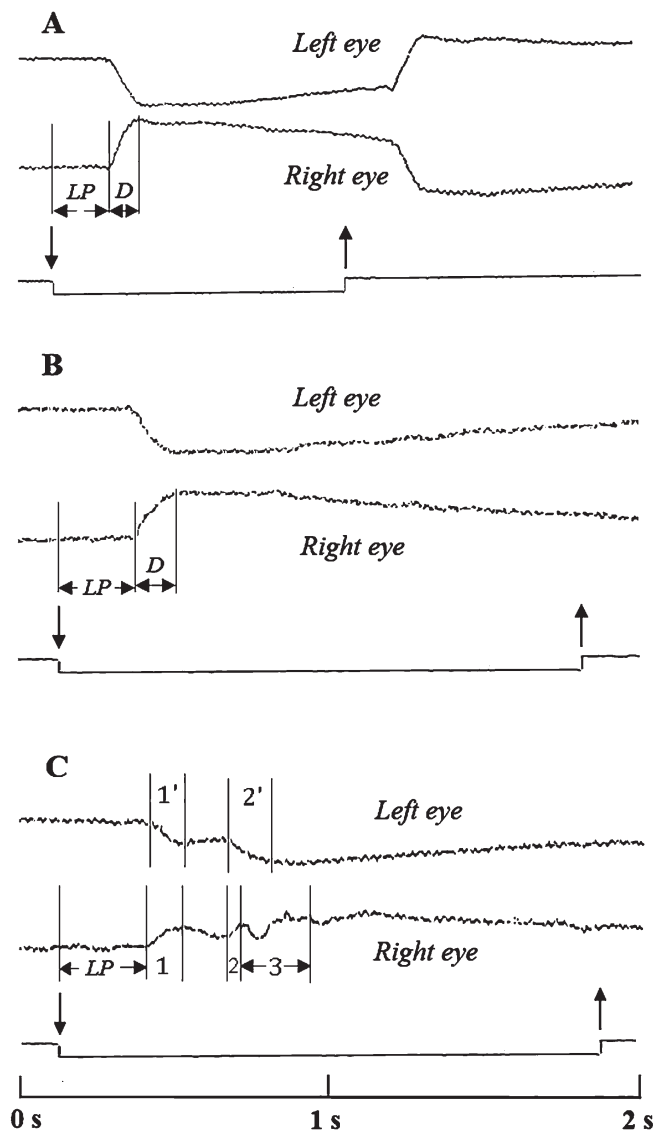 A
Left eye
LP D
Right eye
B
Left eye
Right eye
D
LP
C
1' 2'
Left eye
LP 1 2 3
Right eye
0 s 1 s 2 s